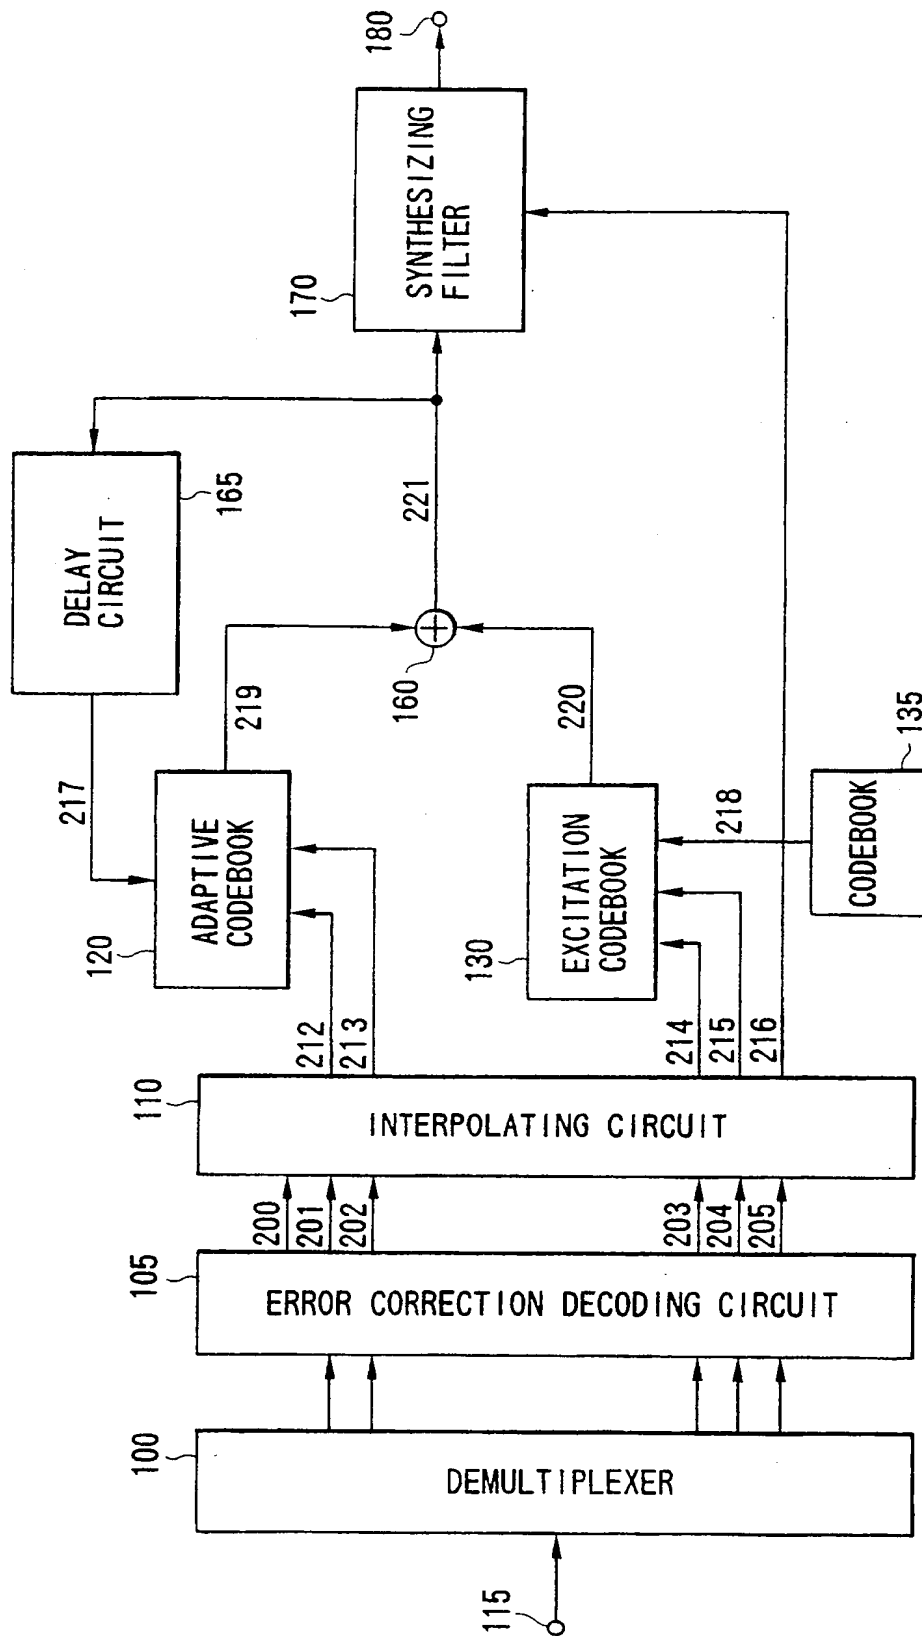 115
100
DEMULTIPLEXER
105
ERROR CORRECTION DECODING CIRCUIT
200
201
202
203
204
205
110
INTERPOLATING CIRCUIT
212
213
214
215
216
120
ADAPTIVE
CODEBOOK
217
219
130
EXCITATION
CODEBOOK
218
220
CODEBOOK
135
DELAY
CIRCUIT
165
160
221
170
SYNTHESIZING
FILTER
180